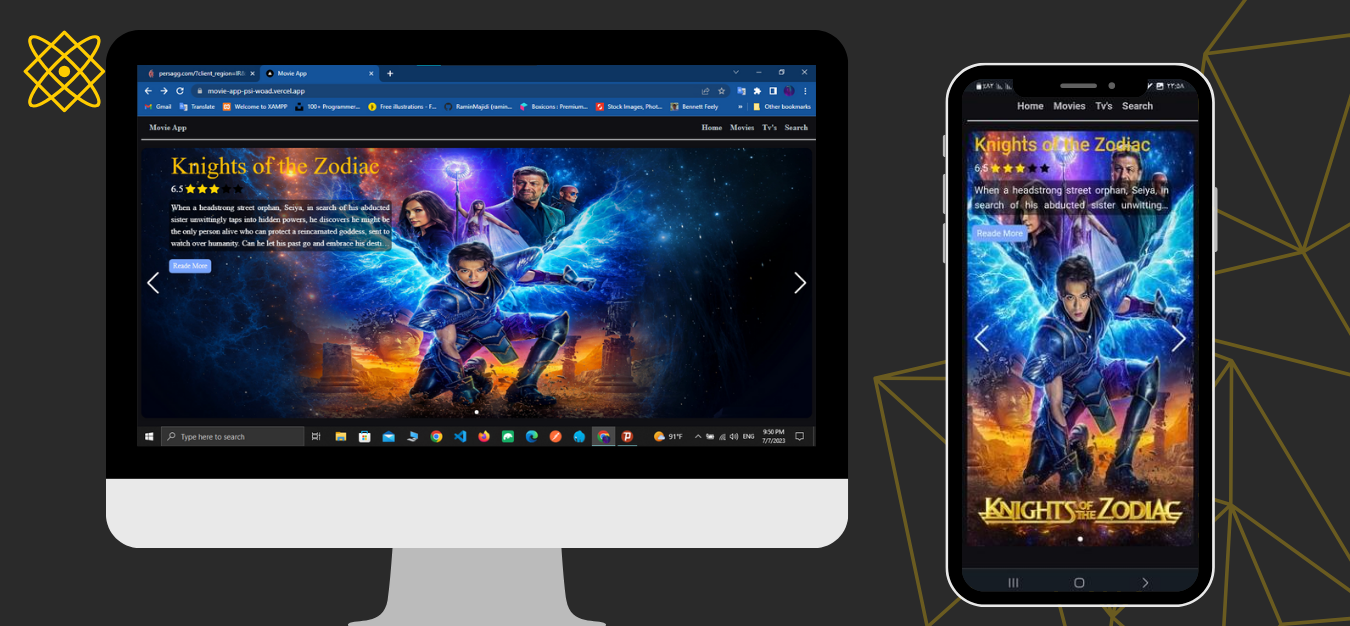 persagg.com/?client_region=IR&
Movie App
movie-app-psi-woad.vercel.app
Gmail
Translate
Welcome to XAMPP
100+ Programmer...
Free illustrations - F...
RaminMajidi (ramin...
Boxicons : Premium...
Stock Images, Phot...
Bennett Feely
»
Other bookmarks
Movie App
Home Movies Tv's Search
Knights of the Zodiac
6.5
When a headstrong street orphan, Seiya, in search of his abducted
sister unwittingly taps into hidden powers, he discovers he might be
the only person alive who can protect a reincarnated goddess, sent to
watch over humanity. Can he let his past go and embrace his desti...
Reade More
Type here to search
91°F
ENG
9:50 PM
7/7/2023
٪۸۲
۲۲:۵۸
Home Movies Tv's Search
Knights of the Zodiac
6.5
When a headstrong street orphan, Seiya, in
search of his abducted sister unwitting...
Reade More
KNIGHTS OF THE ZODIAC